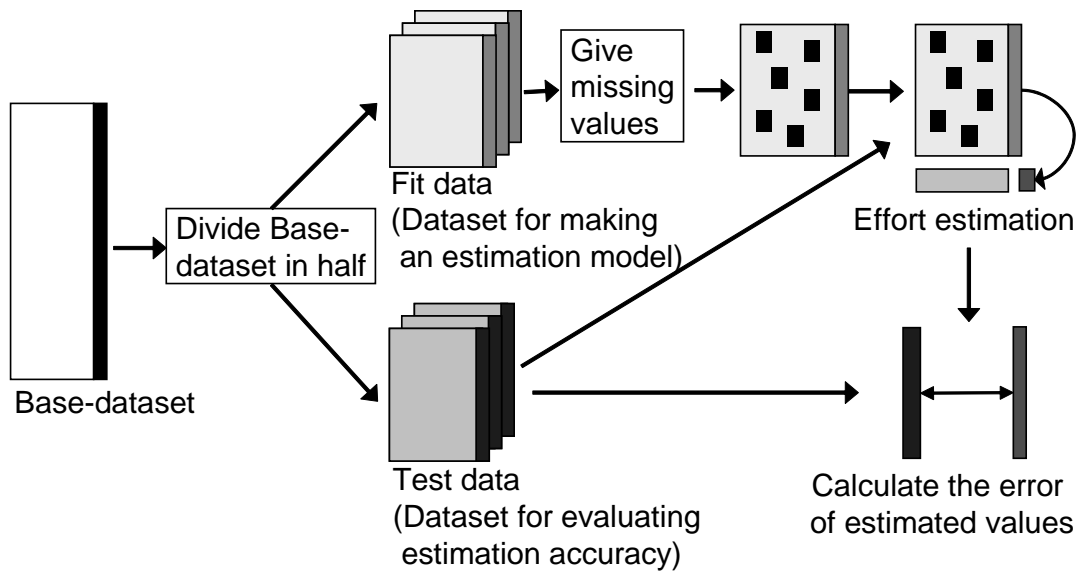 Base-dataset
Divide Base-
dataset in half
Fit data
(Dataset for making
an estimation model)
Give
missing
values
Effort estimation
Test data
(Dataset for evaluating
estimation accuracy)
Calculate the error
of estimated values